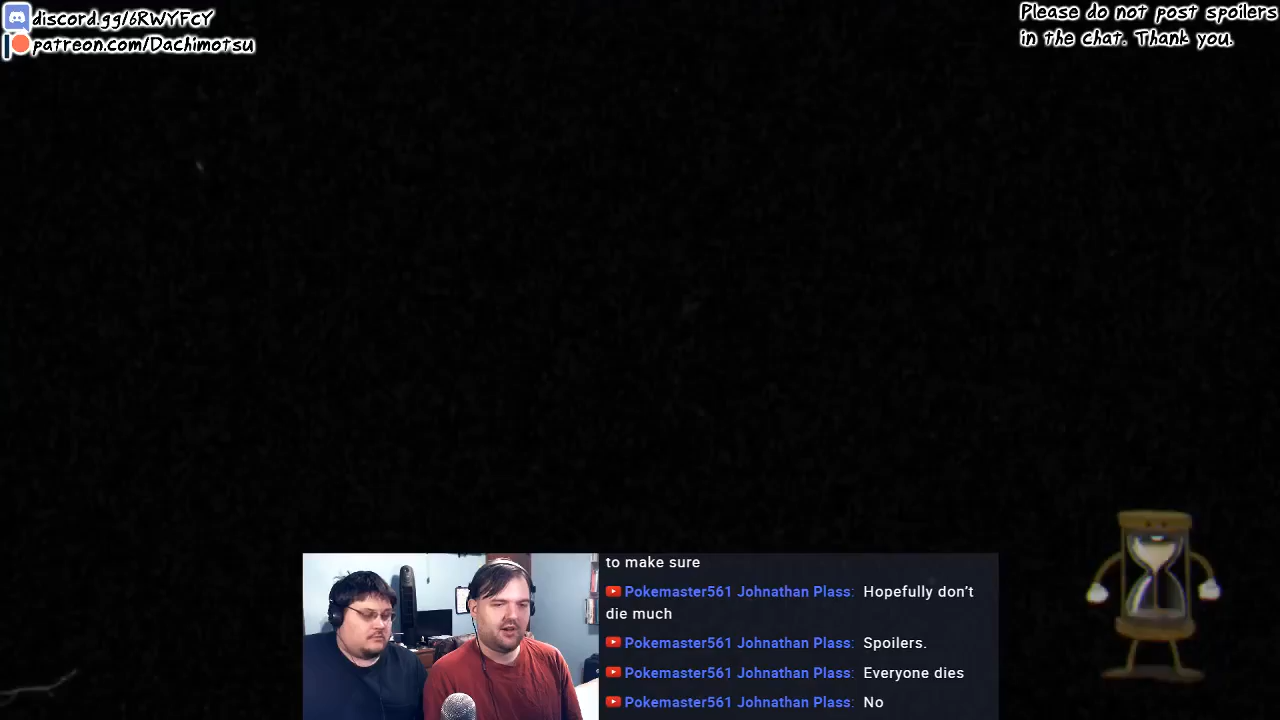 discord.gg/6RWYFcY
patreon.com/Dachimotsu
Please do not post spoilers
in the chat. Thank you.
to make sure
Pokemaster561 Johnathan Plass: Hopefully don't
die much
Pokemaster561 Johnathan Plass: Spoilers.
Pokemaster561 Johnathan Plass: Everyone dies
Pokemaster561 Johnathan Plass: No